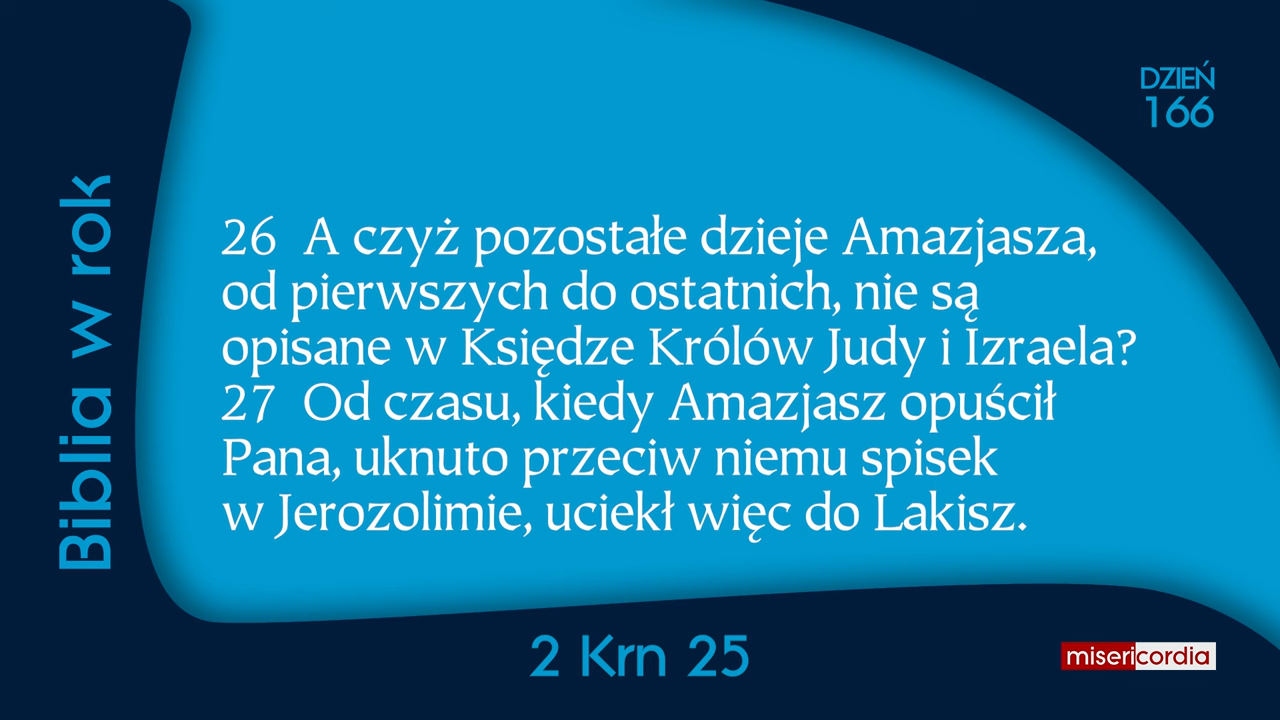 DZIEŃ
166
Biblia w rok
26 A czyż pozostałe dzieje Amazjasza,
od pierwszych do ostatnich, nie są
opisane w Księdze Królów Judy i Izraela?
27 Od czasu, kiedy Amazjasz opuścił
Pana, uknuto przeciw niemu spisek
w Jerozolimie, uciekł więc do Lakisz.
2 Krn 25
misericordia